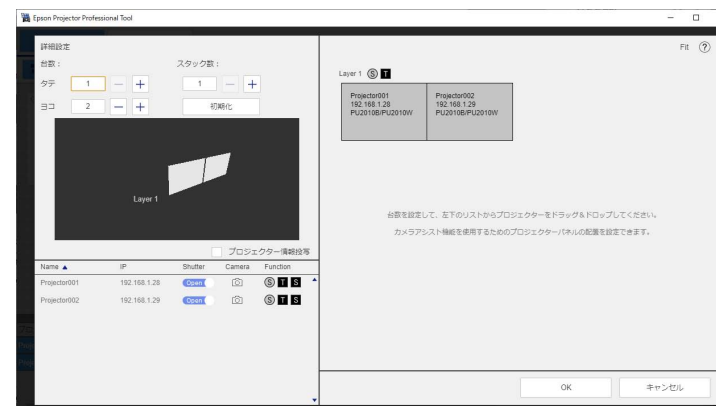 Epson Projector Professional Tool
詳細設定
台数 :
スタック数 :
タテ 1 － ＋ 1 － ＋
ヨコ 2 － ＋ 初期化
Layer 1
プロジェクター情報投写
Name ▲ IP Shutter Camera Function
Projector001 192.168.1.28 Open S T S
Projector002 192.168.1.29 Open S T S
Fit ?
Layer 1 S T
Projector001
192.168.1.28
PU2010B/PU2010W
Projector002
192.168.1.29
PU2010B/PU2010W
台数を設定して、左下のリストからプロジェクターをドラッグ&ドロップしてください。
カメラアシスト機能を使用するためのプロジェクターパネルの配置を設定できます。
OK キャンセル